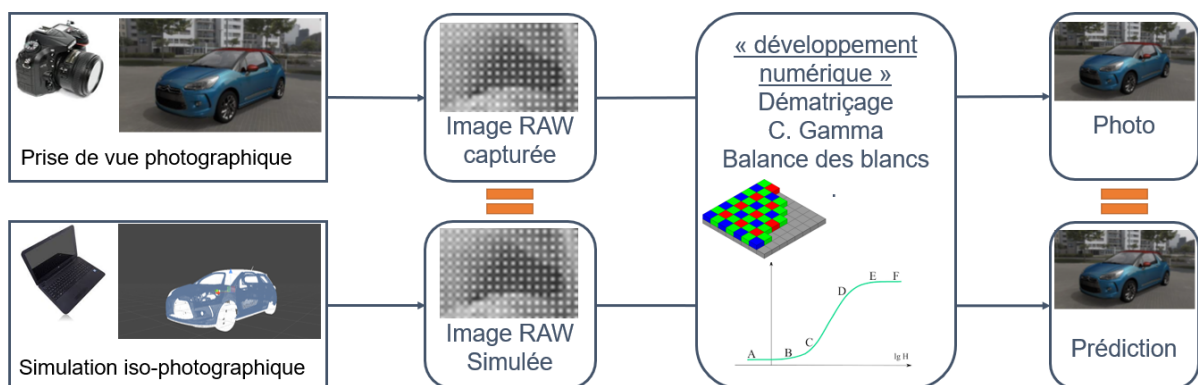 Prise de vue photographique
Image RAW
capturée
« développement
numérique »
Dématriçage
C. Gamma
Balance des blancs
Photo
Simulation iso-photographique
Image RAW
Simulée
A
B
C
D
E
F
lg H
Prédiction